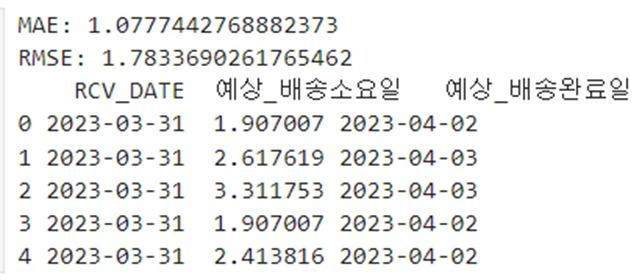 MAE: 1.0777442768882373
RMSE: 1.7833690261765462
RCV_DATE 예상_배송소요일 예상_배송완료일
0 2023-03-31 1.907007 2023-04-02
1 2023-03-31 2.617619 2023-04-03
2 2023-03-31 3.311753 2023-04-03
3 2023-03-31 1.907007 2023-04-02
4 2023-03-31 2.413816 2023-04-02